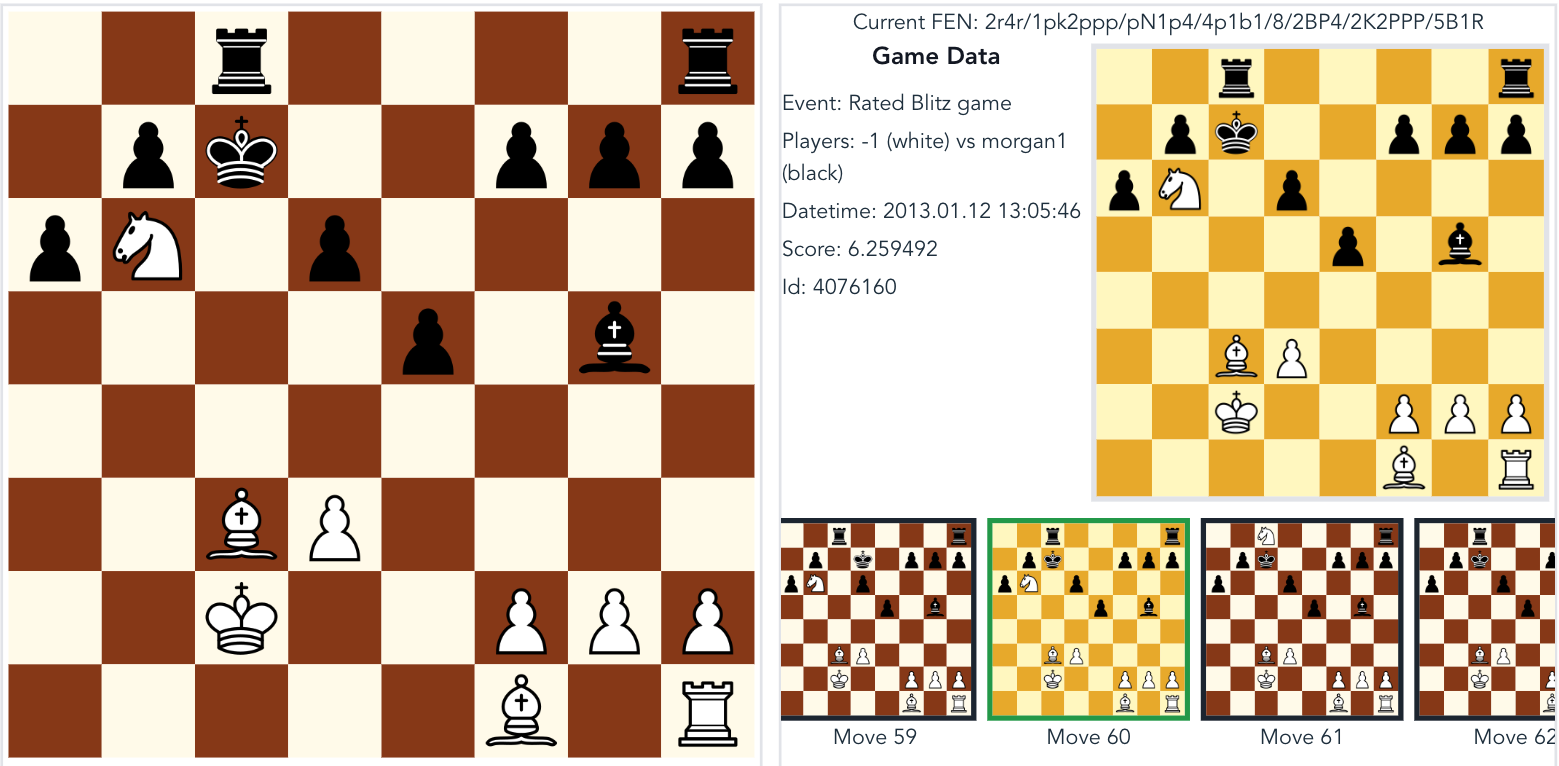 Current FEN: 2r4r/1pk2ppp/pN1p4/4p1b1/8/2BP4/2K2PPP/5B1R
Game Data
Event: Rated Blitz game
Players: -1 (white) vs morgan1
(black)
Datetime: 2013.01.12 13:05:46
Score: 6.259492
Id: 4076160
Move 59
Move 60
Move 61
Move 62